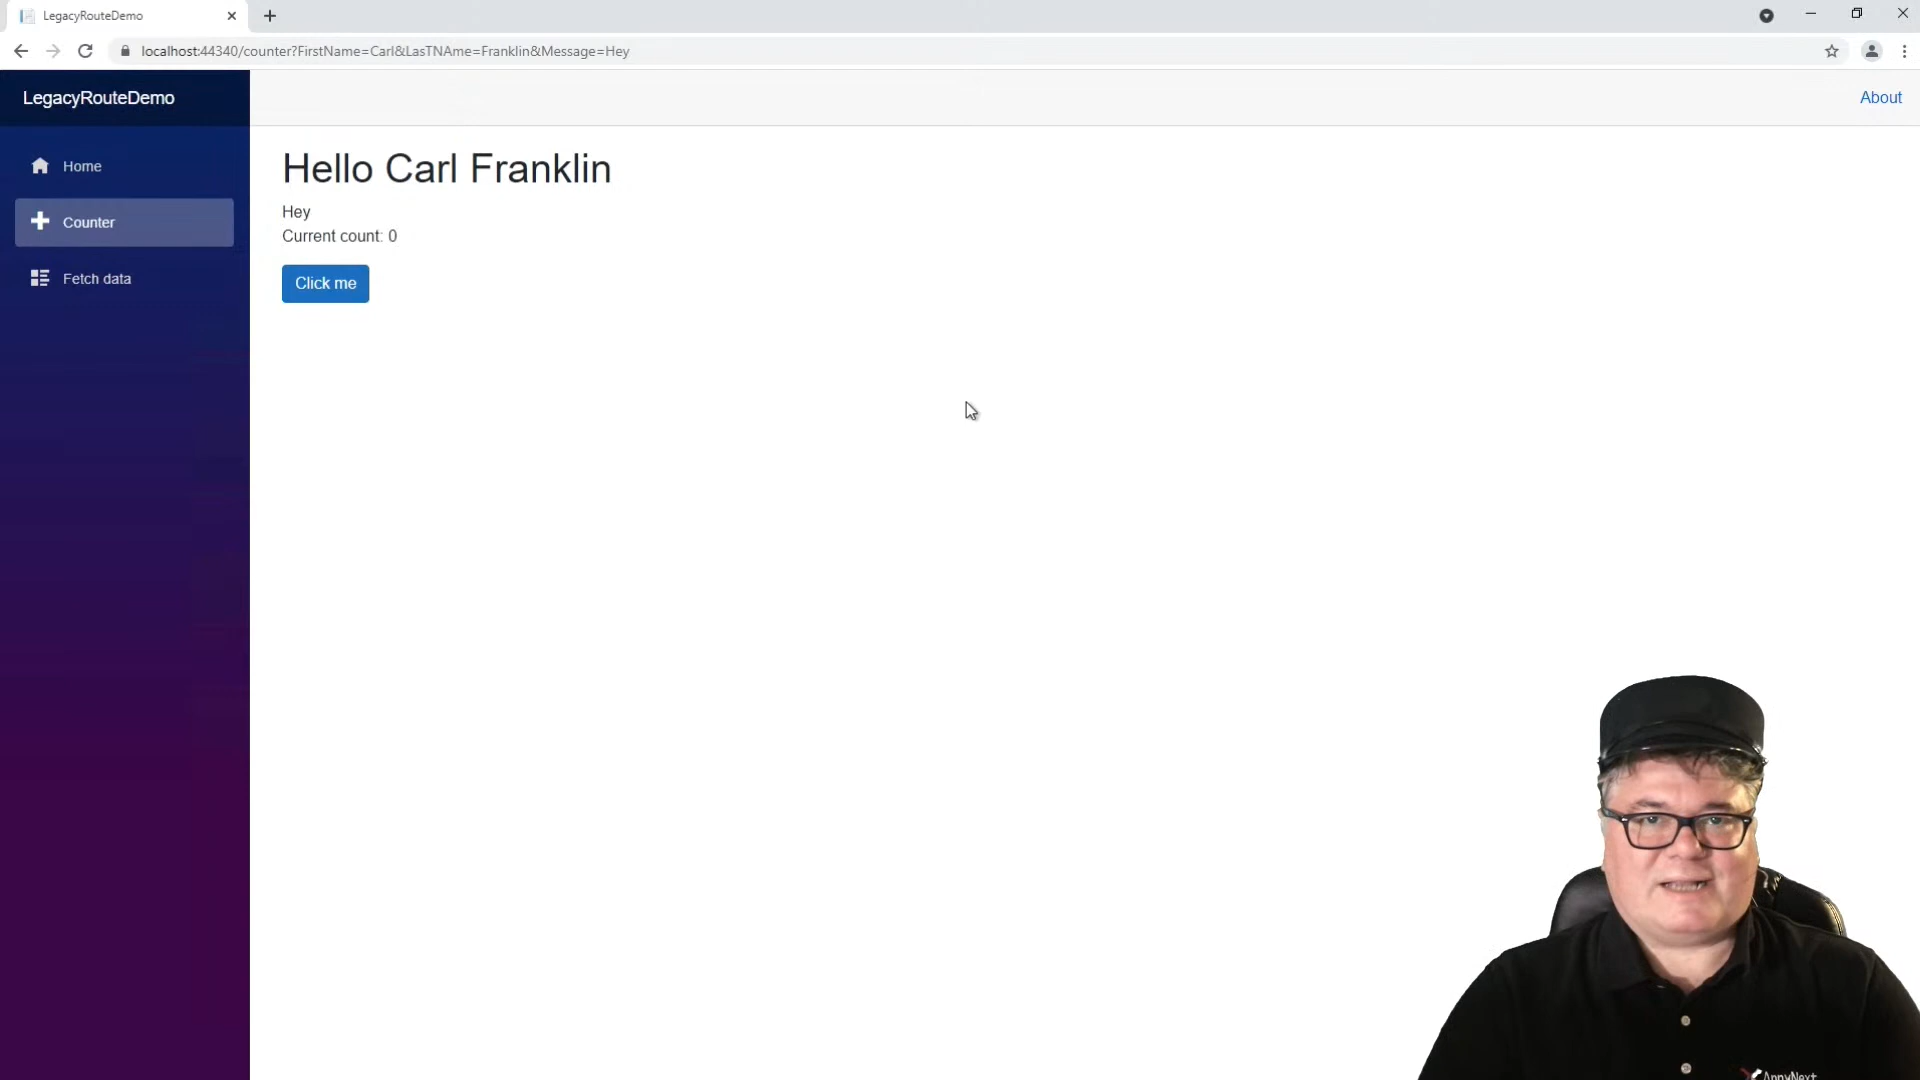 LegacyRouteDemo
localhost:44340/counter?FirstName=Carl&LasTNAme=Franklin&Message=Hey
LegacyRouteDemo
About
Home
Counter
Fetch data
Hello Carl Franklin
Hey
Current count: 0
Click me
AppvNext